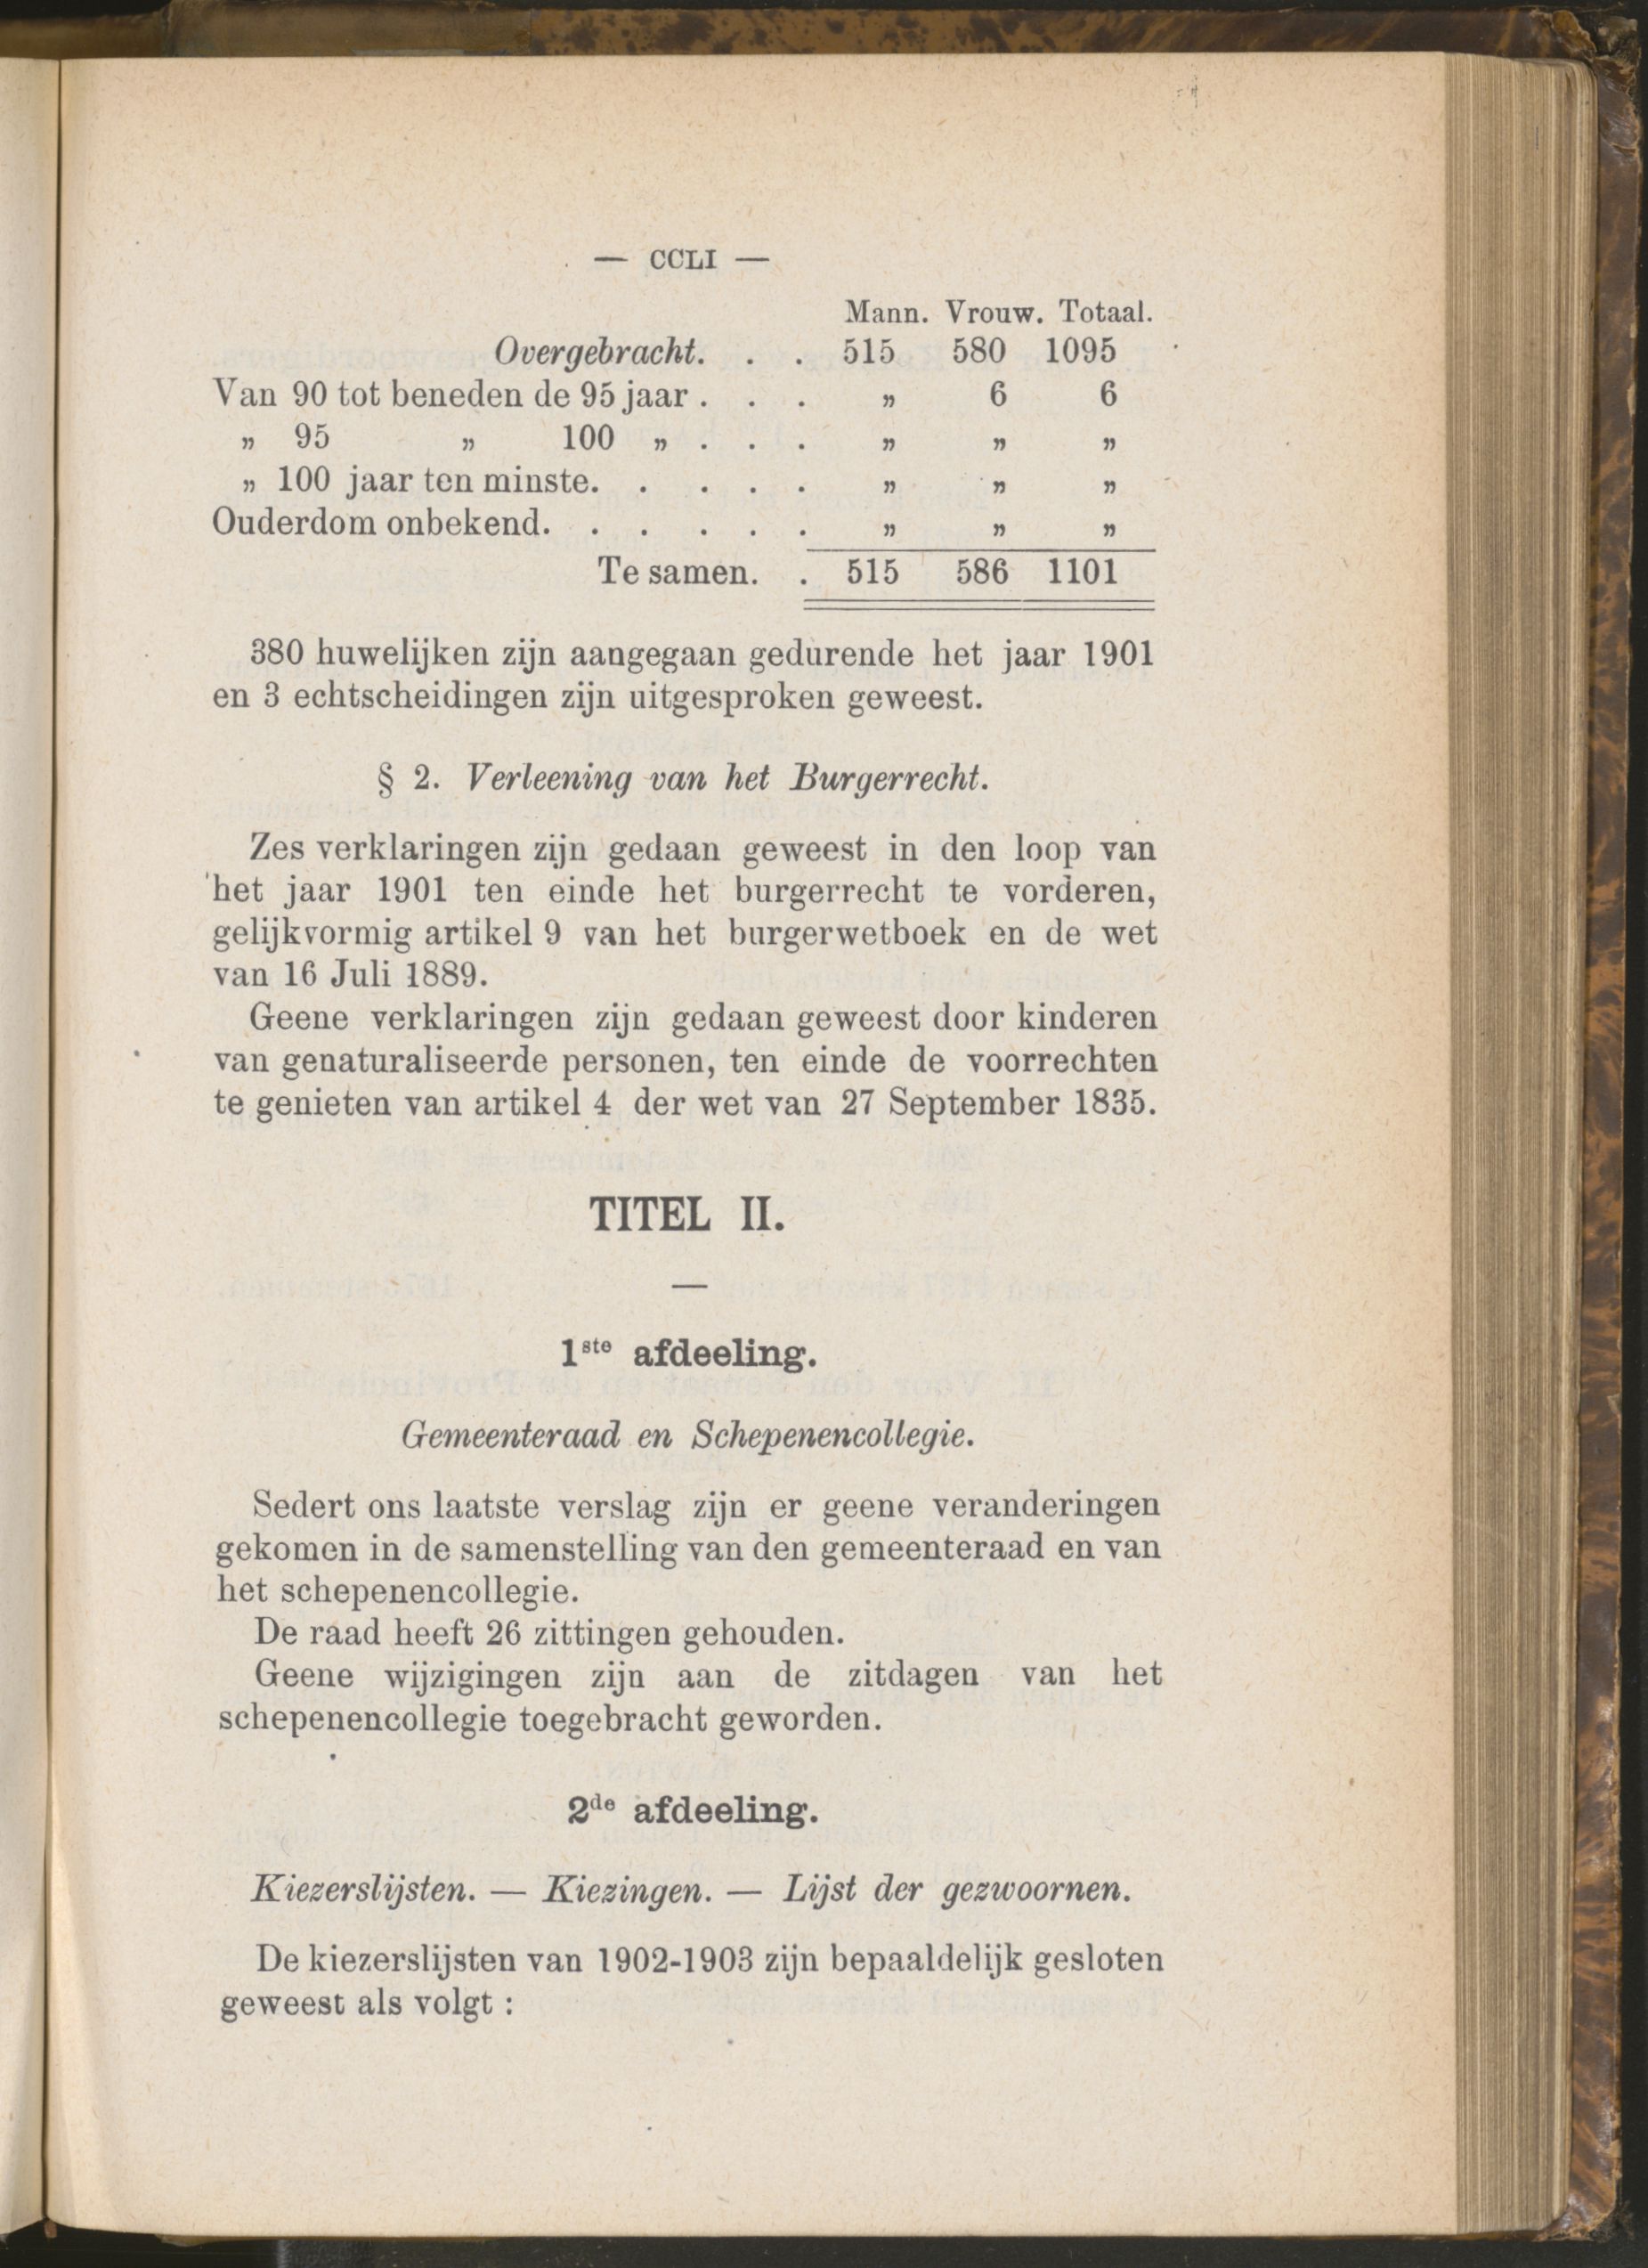 — CCLI —
Mann. Vrouw. Totaal.
Overgebracht. . . 515 580 1095
Van 90 tot beneden de 95 jaar . . . „ 6 6
„ 95 „ 100 „ . . . „ „ „
„ 100 jaar ten minste. . . . . „ „ „
Ouderdom onbekend. . . . . . „ „ „
Te samen. . 515 586 1101
380 huwelijken zijn aangegaan gedurende het jaar 1901
en 3 echtscheidingen zijn uitgesproken geweest.
§ 2. Verleening van het Burgerrecht.
Zes verklaringen zijn gedaan geweest in den loop van
het jaar 1901 ten einde het burgerrecht te vorderen,
gelijkvormig artikel 9 van het burgerwetboek en de wet
van 16 Juli 1889.
Geene verklaringen zijn gedaan geweest door kinderen
van genaturaliseerde personen, ten einde de voorrechten
te genieten van artikel 4 der wet van 27 September 1835.
TITEL II.
—
1ste afdeeling.
Gemeenteraad en Schepenencollegie.
Sedert ons laatste verslag zijn er geene veranderingen
gekomen in de samenstelling van den gemeenteraad en van
het schepenencollegie.
De raad heeft 26 zittingen gehouden.
Geene wijzigingen zijn aan de zitdagen van het
schepenencollegie toegebracht geworden.
2de afdeeling.
Kiezerslijsten. — Kiezingen. — Lijst der gezwoornen.
De kiezerslijsten van 1902-1903 zijn bepaaldelijk gesloten
geweest als volgt :